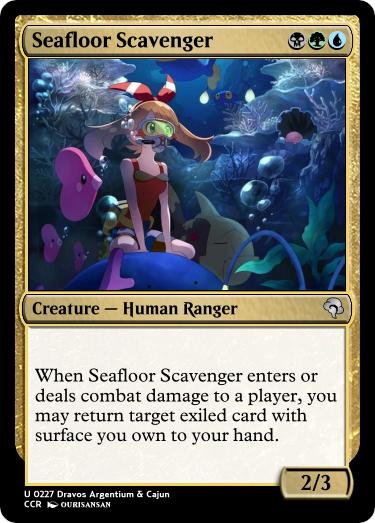 Seafloor Scavenger
Creature — Human Ranger
When Seafloor Scavenger enters or
deals combat damage to a player, you
may return target exiled card with
surface you own to your hand.
2/3
U 0227 Dravos Argentium & Cajun
CCR OURISANSAN